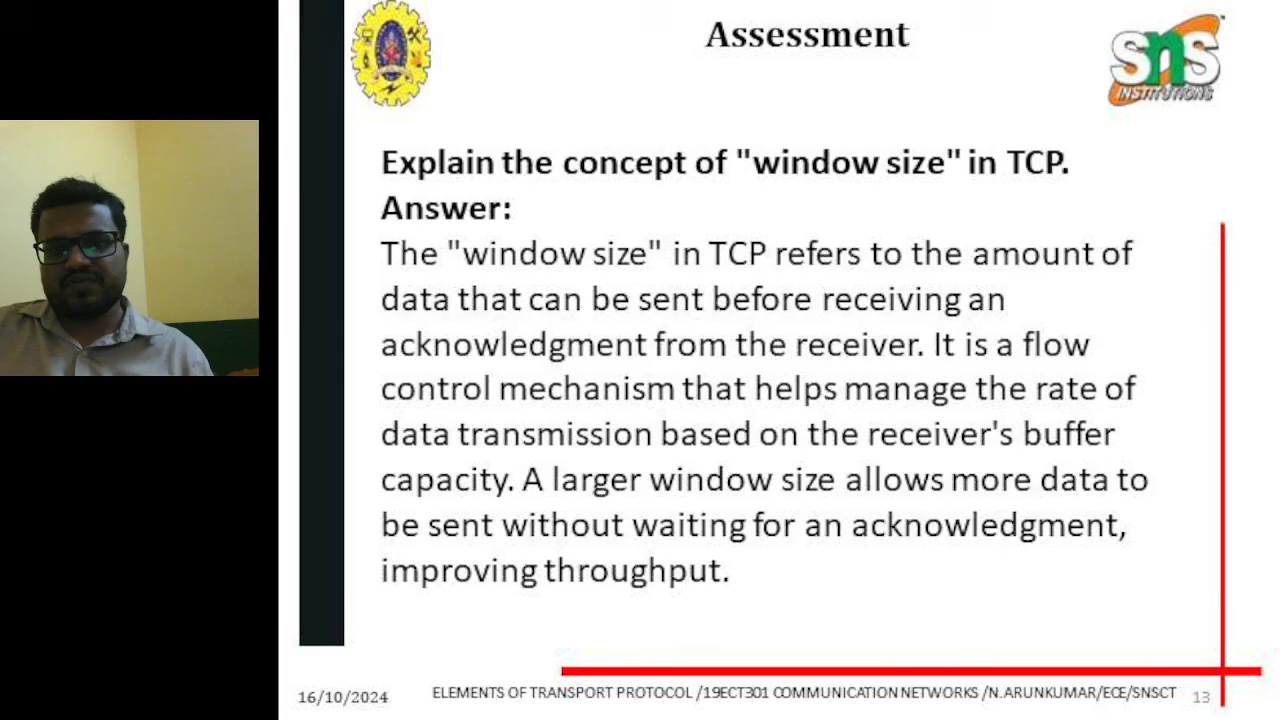 Assessment
SnS
INSTITUTIONS
Explain the concept of "window size" in TCP.
Answer:
The "window size" in TCP refers to the amount of
data that can be sent before receiving an
acknowledgment from the receiver. It is a flow
control mechanism that helps manage the rate of
data transmission based on the receiver's buffer
capacity. A larger window size allows more data to
be sent without waiting for an acknowledgment,
improving throughput.
16/10/2024
ELEMENTS OF TRANSPORT PROTOCOL /19ECT301 COMMUNICATION NETWORKS /N.ARUNKUMAR/ECE/SNSCT
13